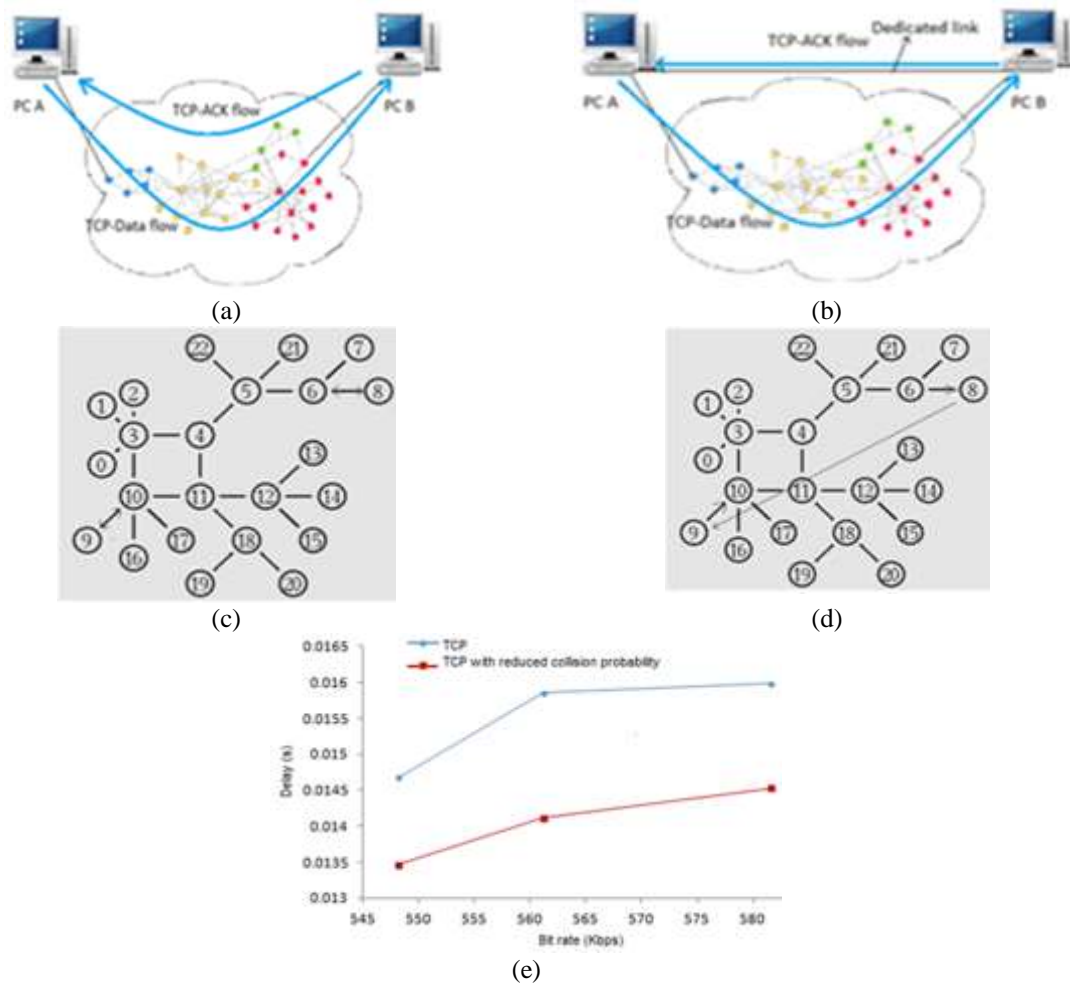 TCP-ACK flow
PC A
PC B
TCP-Data flow
(a)
Dedicated link
TCP-ACK flow
PC A
PC B
TCP-Data flow
(b)
22 21 7
2 5 6 8
1
3 4
0 13
10 11 12 14
9 17 18 15
16
19 20
(c)
22 21 7
2 5 6 8
1
3 4
0 13
10 11 12 14
9 17 18 15
16
19 20
(d)
TCP
TCP with reduced collision probability
0.0165
0.016
0.0155
0.015
0.0145
0.014
0.0135
0.013
Delay (s)
545 550 555 560 565 570 575 580
Bit rate (Kbps)
(e)